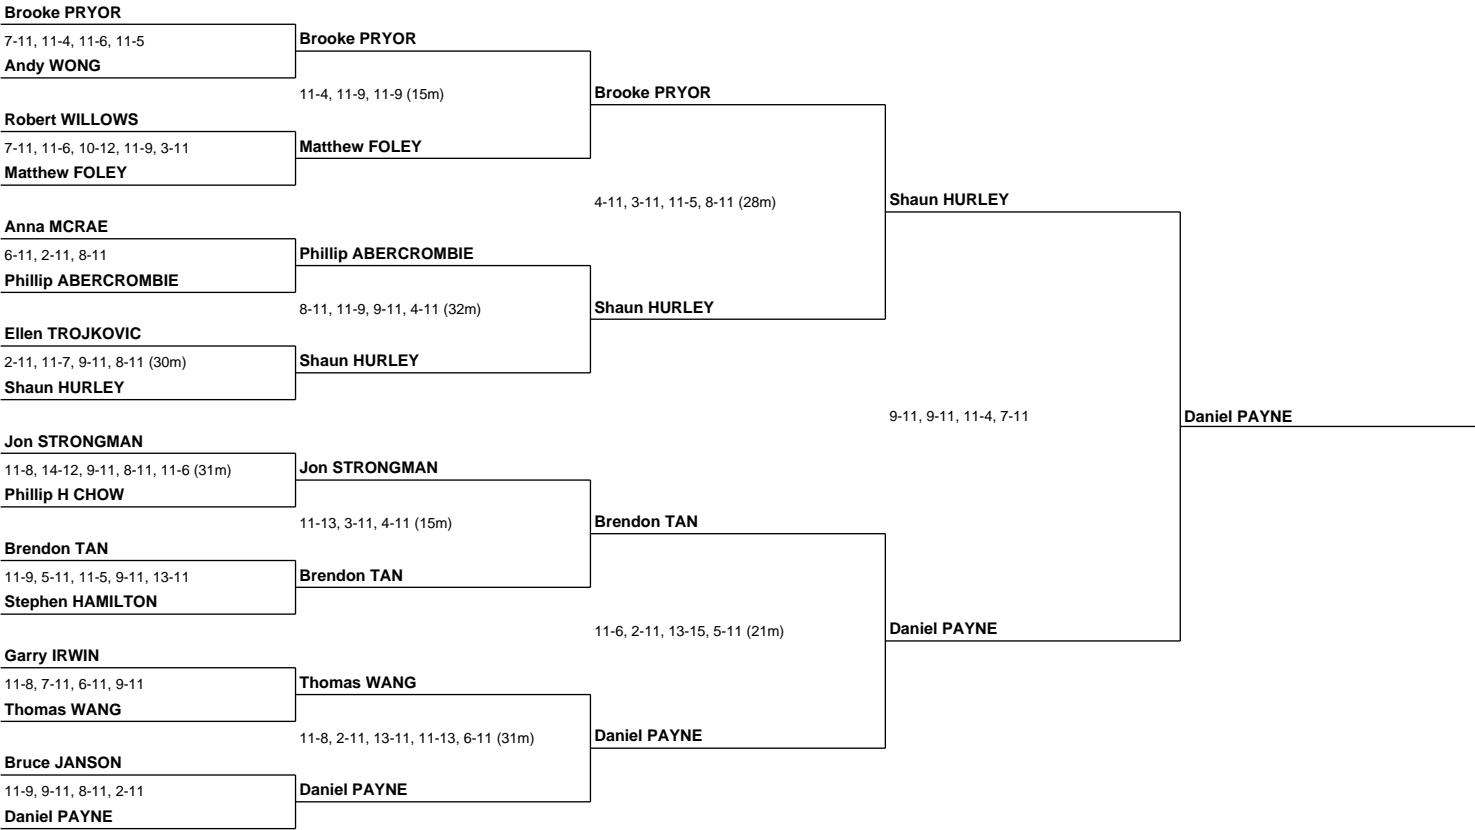 Brooke PRYOR
7-11, 11-4, 11-6, 11-5
Andy WONG
Robert WILLOWS
7-11, 11-6, 10-12, 11-9, 3-11
Matthew FOLEY
Anna MCRAE
6-11, 2-11, 8-11
Phillip ABERCROMBIE
Ellen TROJKOVIC
2-11, 11-7, 9-11, 8-11 (30m)
Shaun HURLEY
Jon STRONGMAN
11-8, 14-12, 9-11, 8-11, 11-6 (31m)
Phillip H CHOW
Brendon TAN
11-9, 5-11, 11-5, 9-11, 13-11
Stephen HAMILTON
Garry IRWIN
11-8, 7-11, 6-11, 9-11
Thomas WANG
Bruce JANSON
11-9, 9-11, 8-11, 2-11
Daniel PAYNE
Brooke PRYOR
11-4, 11-9, 11-9 (15m)
Matthew FOLEY
Phillip ABERCROMBIE
8-11, 11-9, 9-11, 4-11 (32m)
Shaun HURLEY
Jon STRONGMAN
11-13, 3-11, 4-11 (15m)
Brendon TAN
Thomas WANG
11-8, 2-11, 13-11, 11-13, 6-11 (31m)
Daniel PAYNE
Brooke PRYOR
4-11, 3-11, 11-5, 8-11 (28m)
Shaun HURLEY
Brendon TAN
11-6, 2-11, 13-15, 5-11 (21m)
Daniel PAYNE
Shaun HURLEY
9-11, 9-11, 11-4, 7-11
Daniel PAYNE
Daniel PAYNE